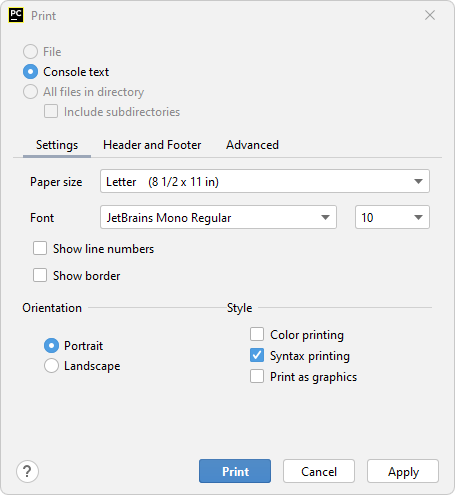 PC Print
File
Console text
All files in directory
Include subdirectories
Settings Header and Footer Advanced
Paper size Letter (8 1/2 x 11 in)
Font JetBrains Mono Regular 10
Show line numbers
Show border
Orientation Style
Color printing
Portrait Syntax printing
Landscape Print as graphics
? Print Cancel Apply